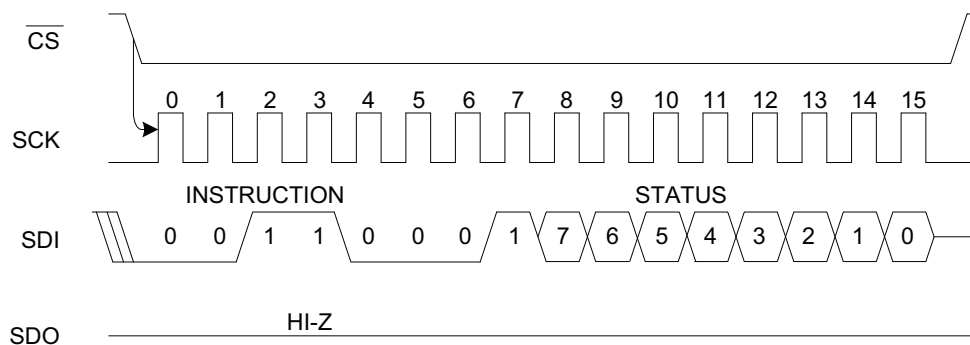 CS
0 1 2 3 4 5 6 7 8 9 10 11 12 13 14 15
SCK
INSTRUCTION STATUS
SDI 0 0 1 1 0 0 0 1 7 6 5 4 3 2 1 0
HI-Z
SDO